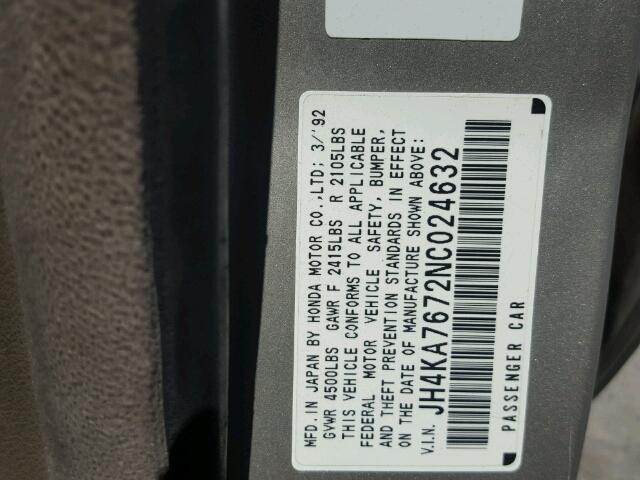 MFD. IN JAPAN BY HONDA MOTOR CO., LTD; 3/'92
GVWR 4500LBS GAWR F 2415LBS R 2105LBS
THIS VEHICLE CONFORMS TO ALL APPLICABLE
FEDERAL MOTOR VEHICLE SAFETY, BUMPER,
AND THEFT PREVENTION STANDARDS IN EFFECT
ON THE DATE OF MANUFACTURE SHOWN ABOVE:
V.I.N. JH4KA7672NC024632
PASSENGER CAR